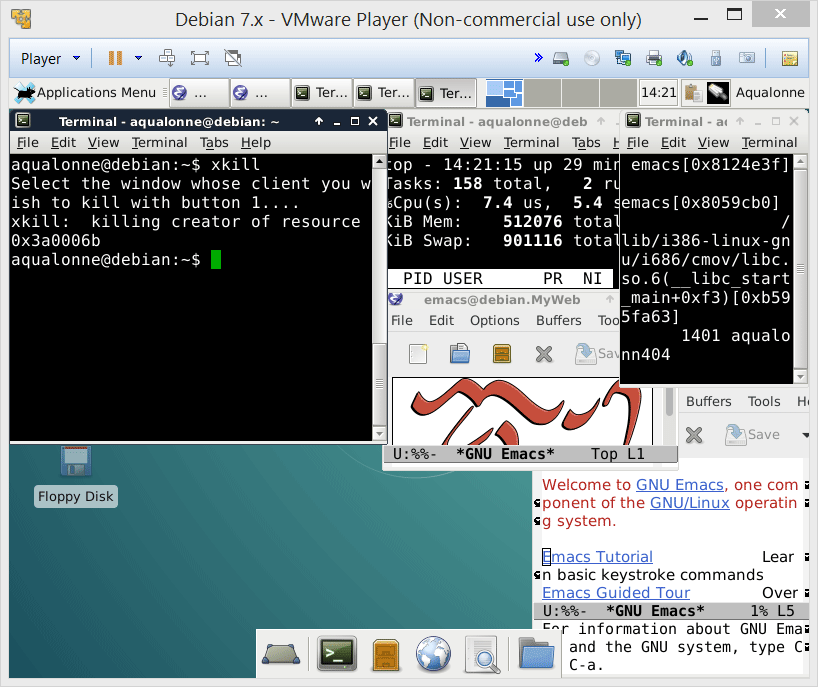 Debian 7.x - VMware Player (Non-commercial use only)
Player
Applications Menu
...
...
Ter...
Ter...
Ter...
14:21
Aqualonne
Terminal - aqualonne@debian: ~
File Edit View Terminal Tabs Help
aqualonne@debian:~$ xkill
Select the window whose client you w
ish to kill with button 1....
xkill:  killing creator of resource
0x3a0006b
aqualonne@debian:~$
Terminal - aqualonne@deb
File Edit View Terminal Tabs
top - 14:21:15 up 29 min
Tasks: 158 total,   2 ru
%Cpu(s):  7.4 us,  5.4 s
KiB Mem:    512076 total
KiB Swap:   901116 total
PID USER      PR  NI
Terminal - aq
File Edit View Terminal
emacs[0x8124e3f]
emacs[0x8059cb0]
/
lib/i386-linux-gn
u/i686/cmov/libc.
so.6(__libc_start
_main+0xf3)[0xb59
5fa63]
1401 aqualo
nn404
emacs@debian.MyWeb
File Edit Options Buffers Too
Sav
U:%%-  *GNU Emacs*    Top L1
Buffers Tools He
Save
Welcome to GNU Emacs, one com
ponent of the GNU/Linux operatin
g system.
Emacs Tutorial Lear
n basic keystroke commands
Emacs Guided Tour Over
U:%%-  *GNU Emacs*     1% L5
For information about GNU Ema
and the GNU system, type C
C-a.
Floppy Disk